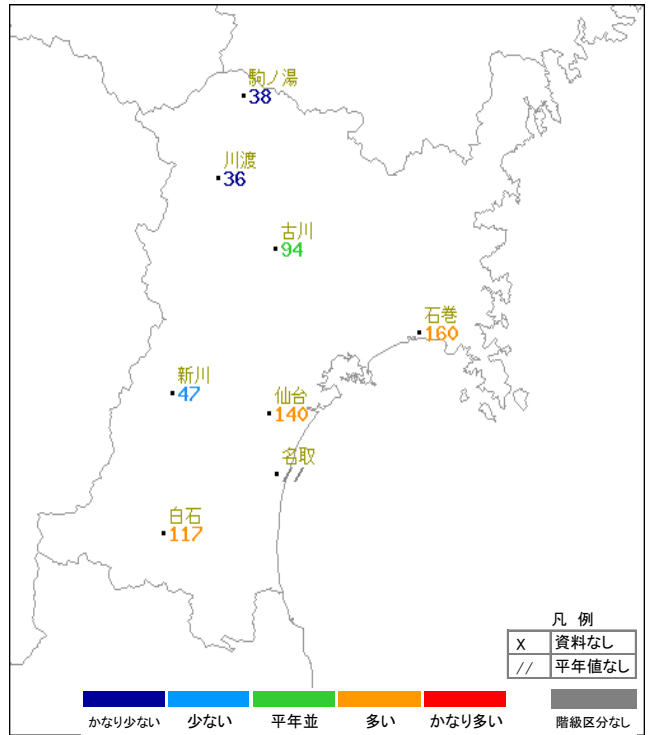 駒ノ湯
38
川渡
36
古川
94
石巻
160
新川
47
仙台
140
名取
//
白石
117
凡 例
X 資料なし
// 平年値なし
かなり少ない 少ない 平年並 多い かなり多い 階級区分なし